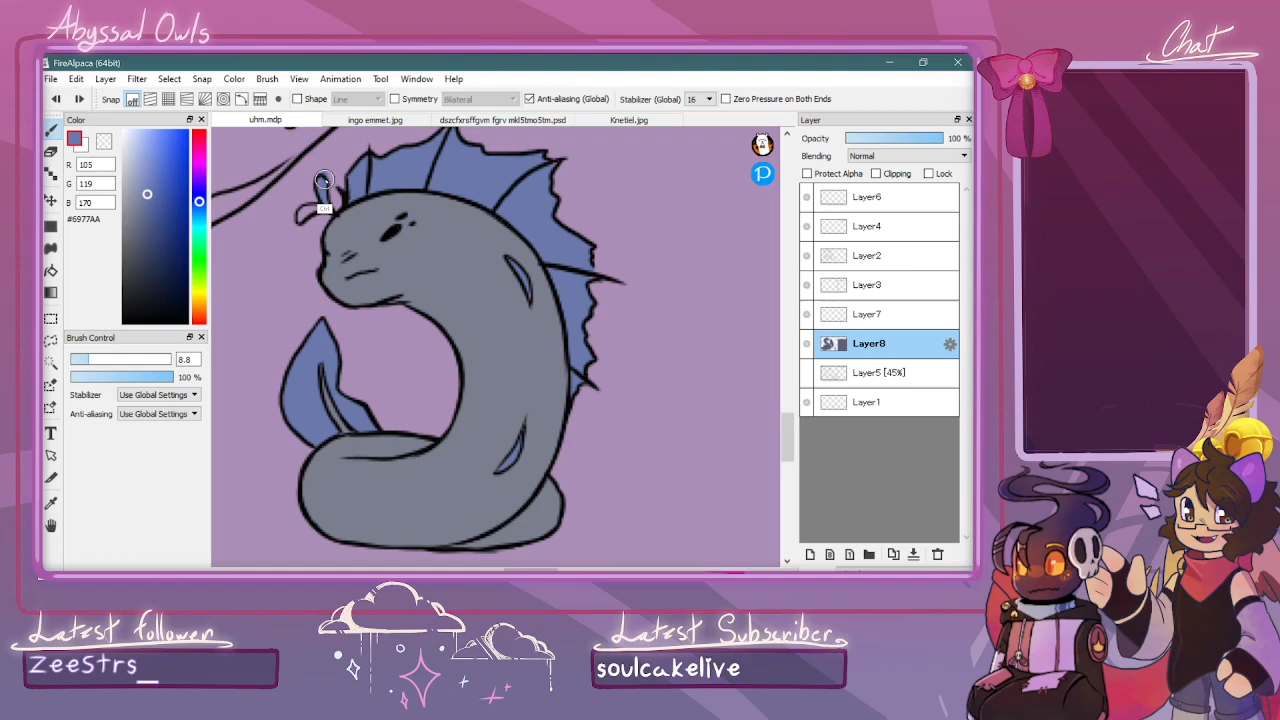 Abyssal Owls
Chat
FireAlpaca (64bit)
File Edit Layer Filter Select Snap Color Brush View Animation Tool Window Help
Snap off Shape Line Symmetry Bilateral Anti-aliasing (Global) Stabilizer (Global) 16 Zero Pressure on Both Ends
Color
uhm.mdp ingo emmet.jpg dszcfxrsffgvm fgrv mkl5tmo5tm.psd Knetiel.jpg
Layer
R 105
G 119
B 170
#6977AA
Opacity 100 %
Blending Normal
Protect Alpha Clipping Lock
Layer6
Layer4
Layer2
Layer3
Layer7
Layer8
Layer5 [45%]
Layer1
Brush Control
8.8
100 %
Stabilizer Use Global Settings
Anti-aliasing Use Global Settings
Ctrl
P
T
Latest follower
ZeeStrs_
Latest Subscriber
soulcakelive